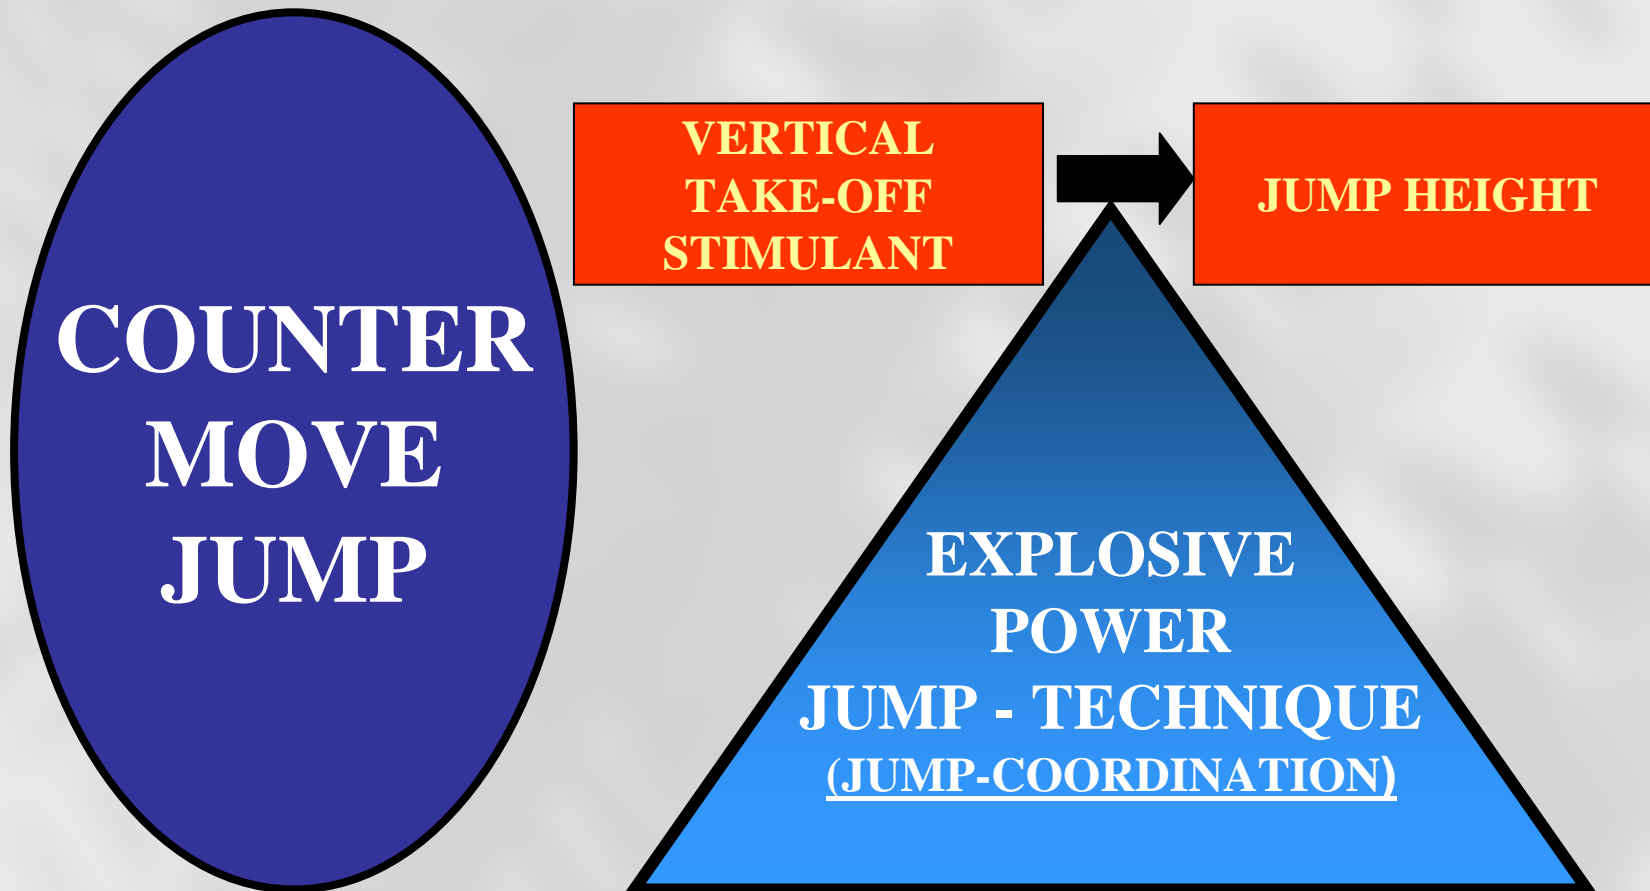 COUNTER
MOVE
JUMP
VERTICAL
TAKE-OFF
STIMULANT
JUMP HEIGHT
EXPLOSIVE
POWER
JUMP - TECHNIQUE
(JUMP-COORDINATION)